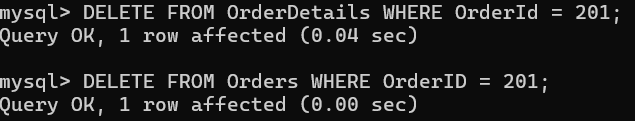 mysql> DELETE FROM OrderDetails WHERE OrderId = 201;
Query OK, 1 row affected (0.04 sec)
mysql> DELETE FROM Orders WHERE OrderID = 201;
Query OK, 1 row affected (0.00 sec)